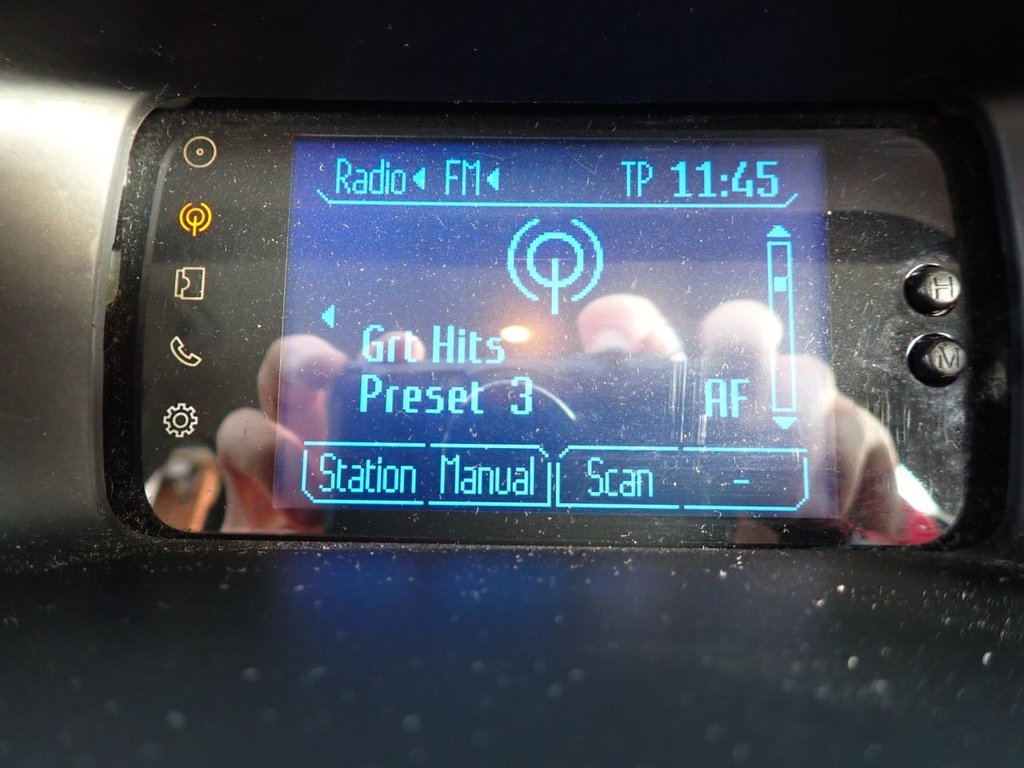 Radio FM TP 11:45
Grt Hits
Preset 3 AF
Station Manual Scan -
H
M